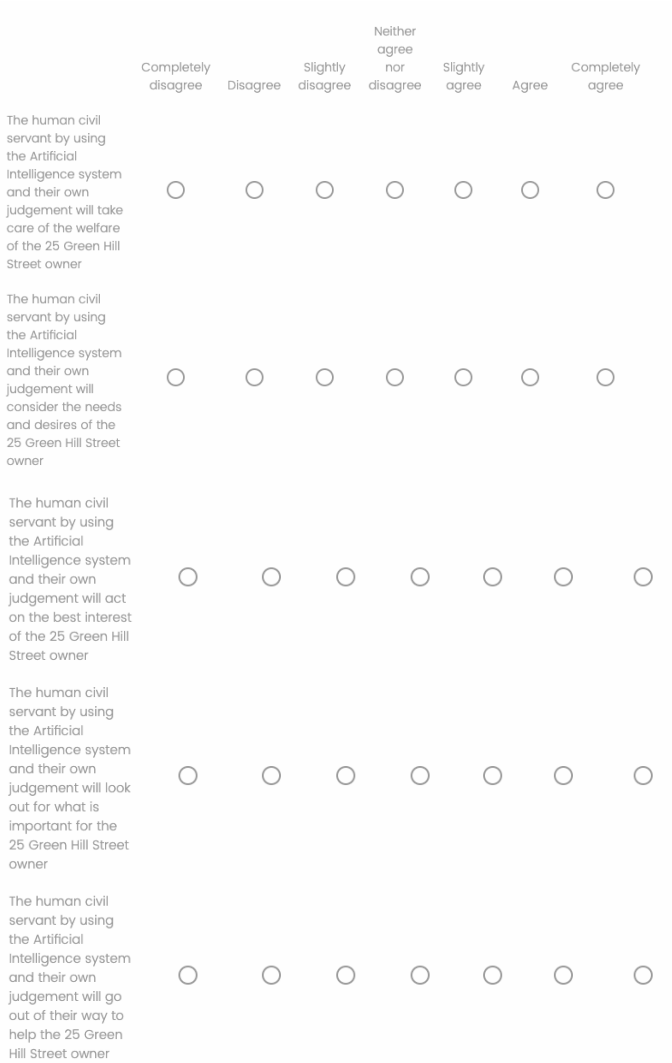 Completely disagree
Disagree
Slightly disagree
Neither agree nor disagree
Slightly agree
Agree
Completely agree
The human civil
servant by using
the Artificial
Intelligence system
and their own
judgement will take
care of the welfare
of the 25 Green Hill
Street owner
The human civil
servant by using
the Artificial
Intelligence system
and their own
judgement will
consider the needs
and desires of the
25 Green Hill Street
owner
The human civil
servant by using
the Artificial
Intelligence system
and their own
judgement will act
on the best interest
of the 25 Green Hill
Street owner
The human civil
servant by using
the Artificial
Intelligence system
and their own
judgement will look
out for what is
important for the
25 Green Hill Street
owner
The human civil
servant by using
the Artificial
Intelligence system
and their own
judgement will go
out of their way to
help the 25 Green
Hill Street owner